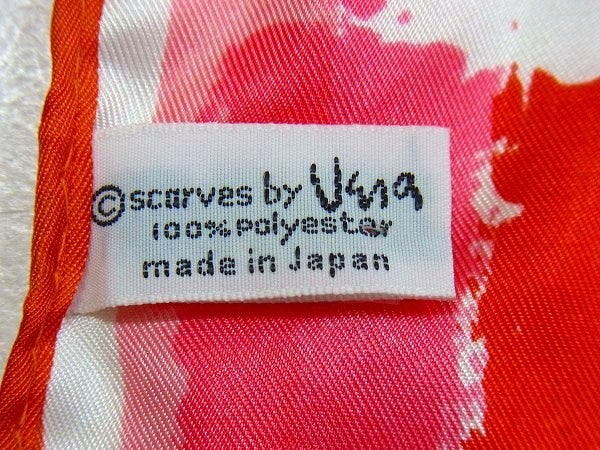 © scarves by Vera
100% polyester
made in Japan